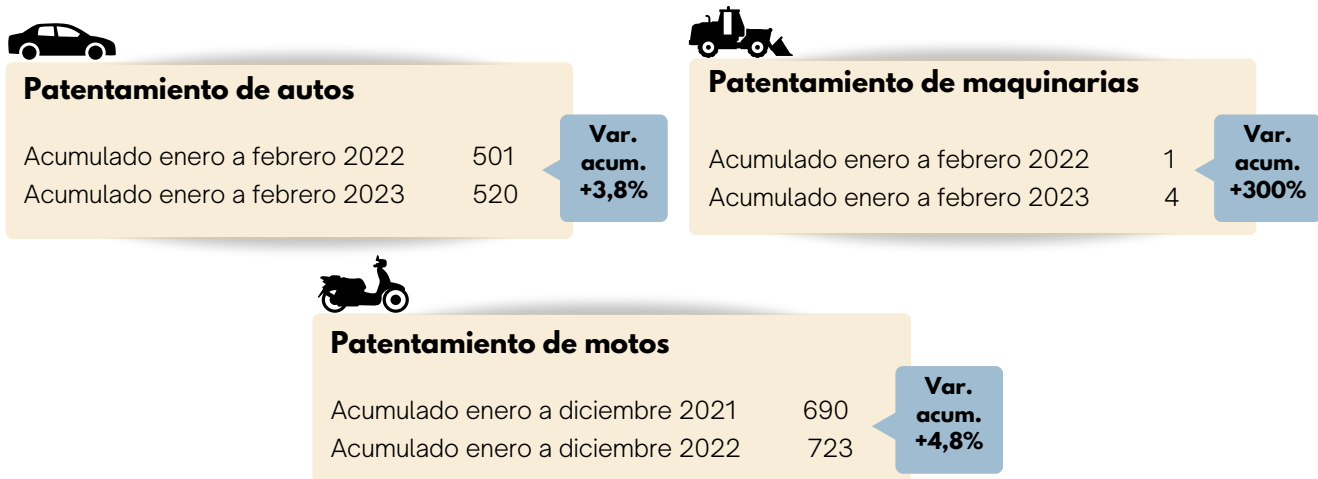 Patentamiento de autos
Acumulado enero a febrero 2022 501
Acumulado enero a febrero 2023 520
Var.
acum.
+3,8%
Patentamiento de maquinarias
Acumulado enero a febrero 2022 1
Acumulado enero a febrero 2023 4
Var.
acum.
+300%
Patentamiento de motos
Acumulado enero a diciembre 2021 690
Acumulado enero a diciembre 2022 723
Var.
acum.
+4,8%